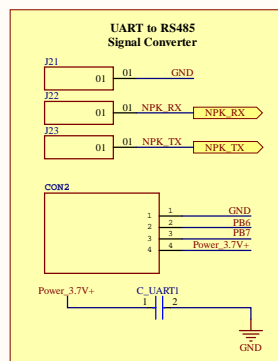 UART to RS485
Signal Converter
J21
01 01 GND
J22
01 01 NPK_RX NPK_RX
J23
01 01 NPK_TX NPK_TX
CON2
1 1 GND
2 2 PB6
3 3 PB7
4 4 Power_3.7V+
Power_3.7V+ C_UART1
1 2
GND